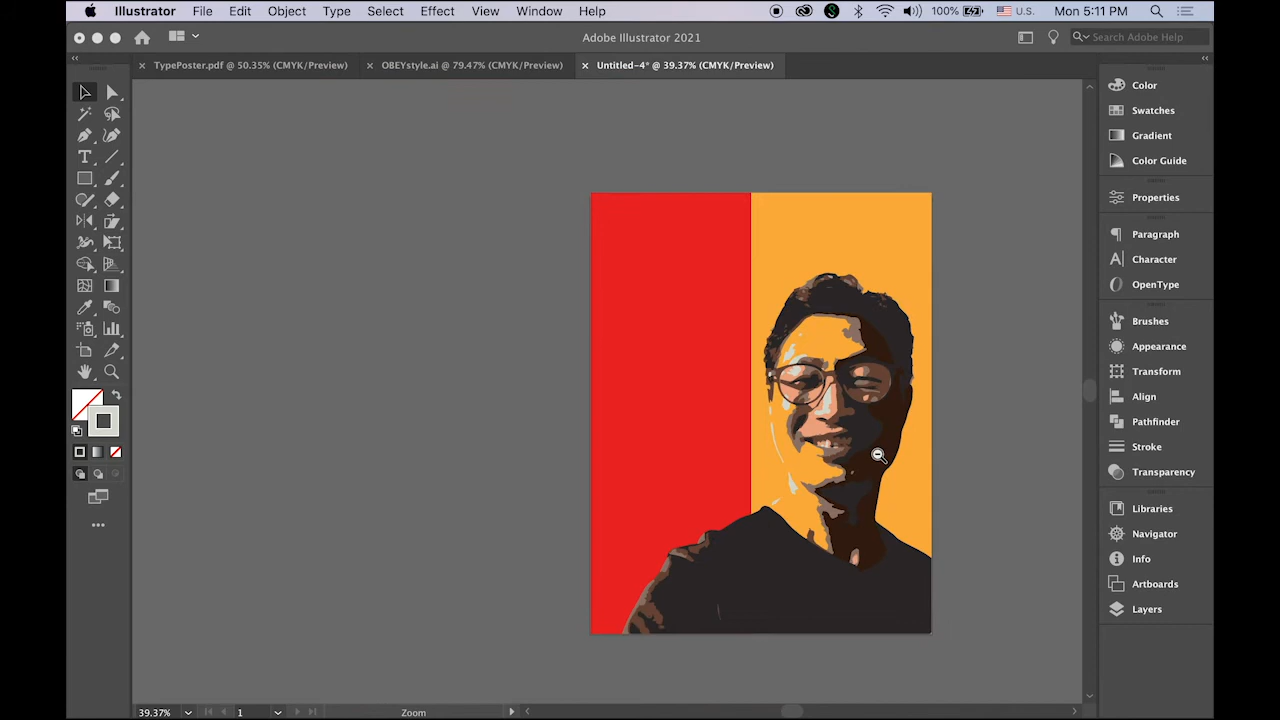 Illustrator File Edit Object Type Select Effect View Window Help 100% U.S. Mon 5:11 PM
Adobe Illustrator 2021 Search Adobe Help
TypePoster.pdf @ 50.35% (CMYK/Preview) OBEYstyle.ai @ 79.47% (CMYK/Preview) Untitled-4* @ 39.37% (CMYK/Preview)
Color
Swatches
Gradient
Color Guide
Properties
Paragraph
Character
OpenType
Brushes
Appearance
Transform
Align
Pathfinder
Stroke
Transparency
Libraries
Navigator
Info
Artboards
Layers
39.37% 1 Zoom